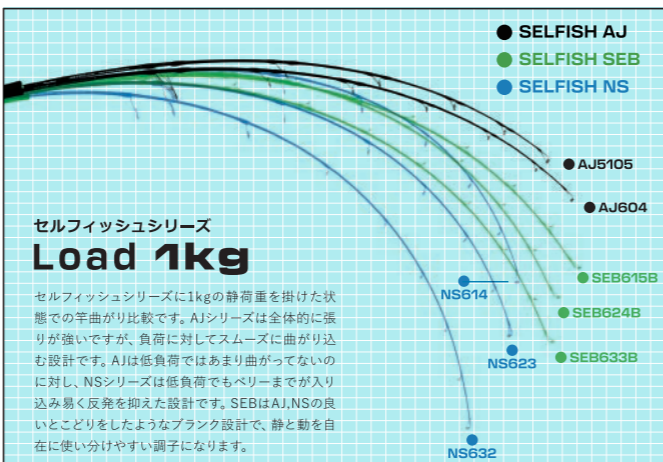 SELFISH AJ
SELFISH SEB
SELFISH NS
AJ5105
AJ604
SEB615B
NS614
SEB624B
NS623
SEB633B
NS632
セルフィッシュシリーズ
Load 1kg
セルフィッシュシリーズに1kgの静荷重を掛けた状
態での竿曲がり比較です。AJシリーズは全体的に張
りが強いですが、負荷に対してスムーズに曲がり込
む設計です。AJは低負荷ではあまり曲がってないの
に対し、NSシリーズは低負荷でもベリーまでが入り
込み易く反発を抑えた設計です。SEBはAJ,NSの良
いとこどりをしたようなブランク設計で、静と動を自
在に使い分けやすい調子になります。